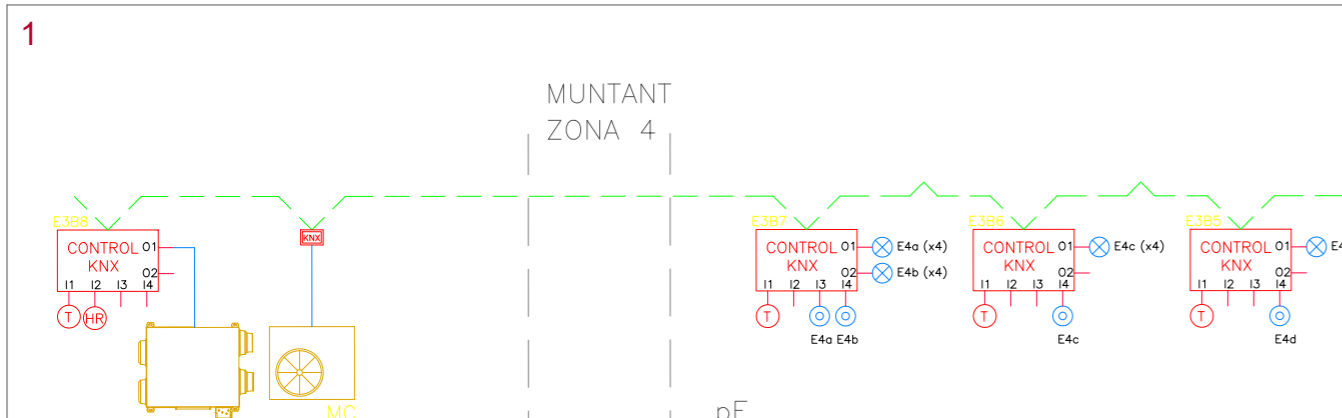 1
MUNTANT
ZONA 4
E3B8
CONTROL
KNX
O1
O2
I1 I2 I3 I4
T HR
KNX
MC
E3B7
CONTROL
KNX
O1
O2
I1 I2 I3 I4
E4a (x4)
E4b (x4)
T
E4a E4b
E3B6
CONTROL
KNX
O1
O2
I1 I2 I3 I4
E4c (x4)
T
E4c
E3B5
CONTROL
KNX
O1
O2
I1 I2 I3 I4
T
E4d